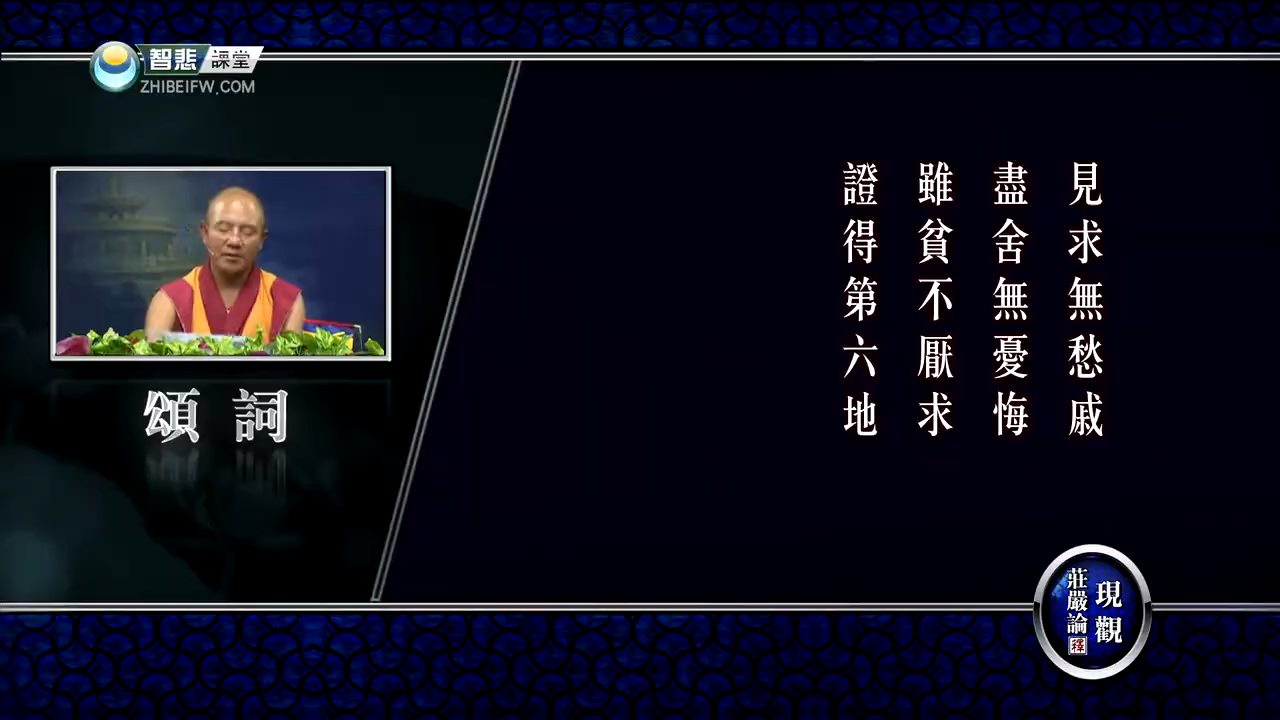 智悲 課堂
ZHIBEIFW.COM
見求無愁戚
盡舍無憂悔
雖貧不厭求
證得第六地
頌詞
現觀
莊嚴論
釋